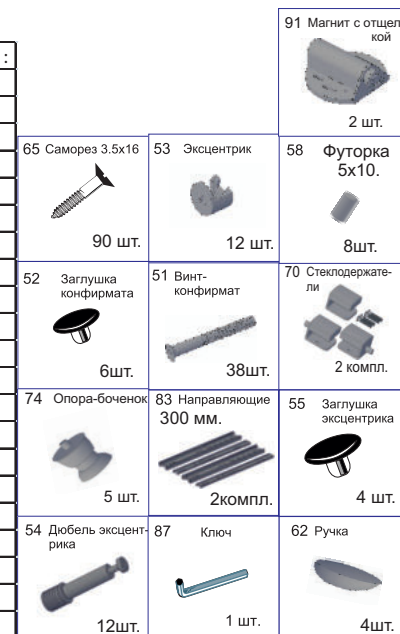 91 Магнит с отщел
кой
2 шт.
:
65 Саморез 3.5x16
90 шт.
53 Эксцентрик
12 шт.
58 Футорка
5x10.
8шт.
52 Заглушка
конфирмата
6шт.
51 Винт-
конфирмат
38шт.
70 Стеклодержате-
ли
2 компл.
74 Опора-боченок
5 шт.
83 Направляющие
300 мм.
2компл.
55 Заглушка
эксцентрика
4 шт.
54 Дюбель эксцент-
рика
12шт.
87 Ключ
1 шт.
62 Ручка
4шт.